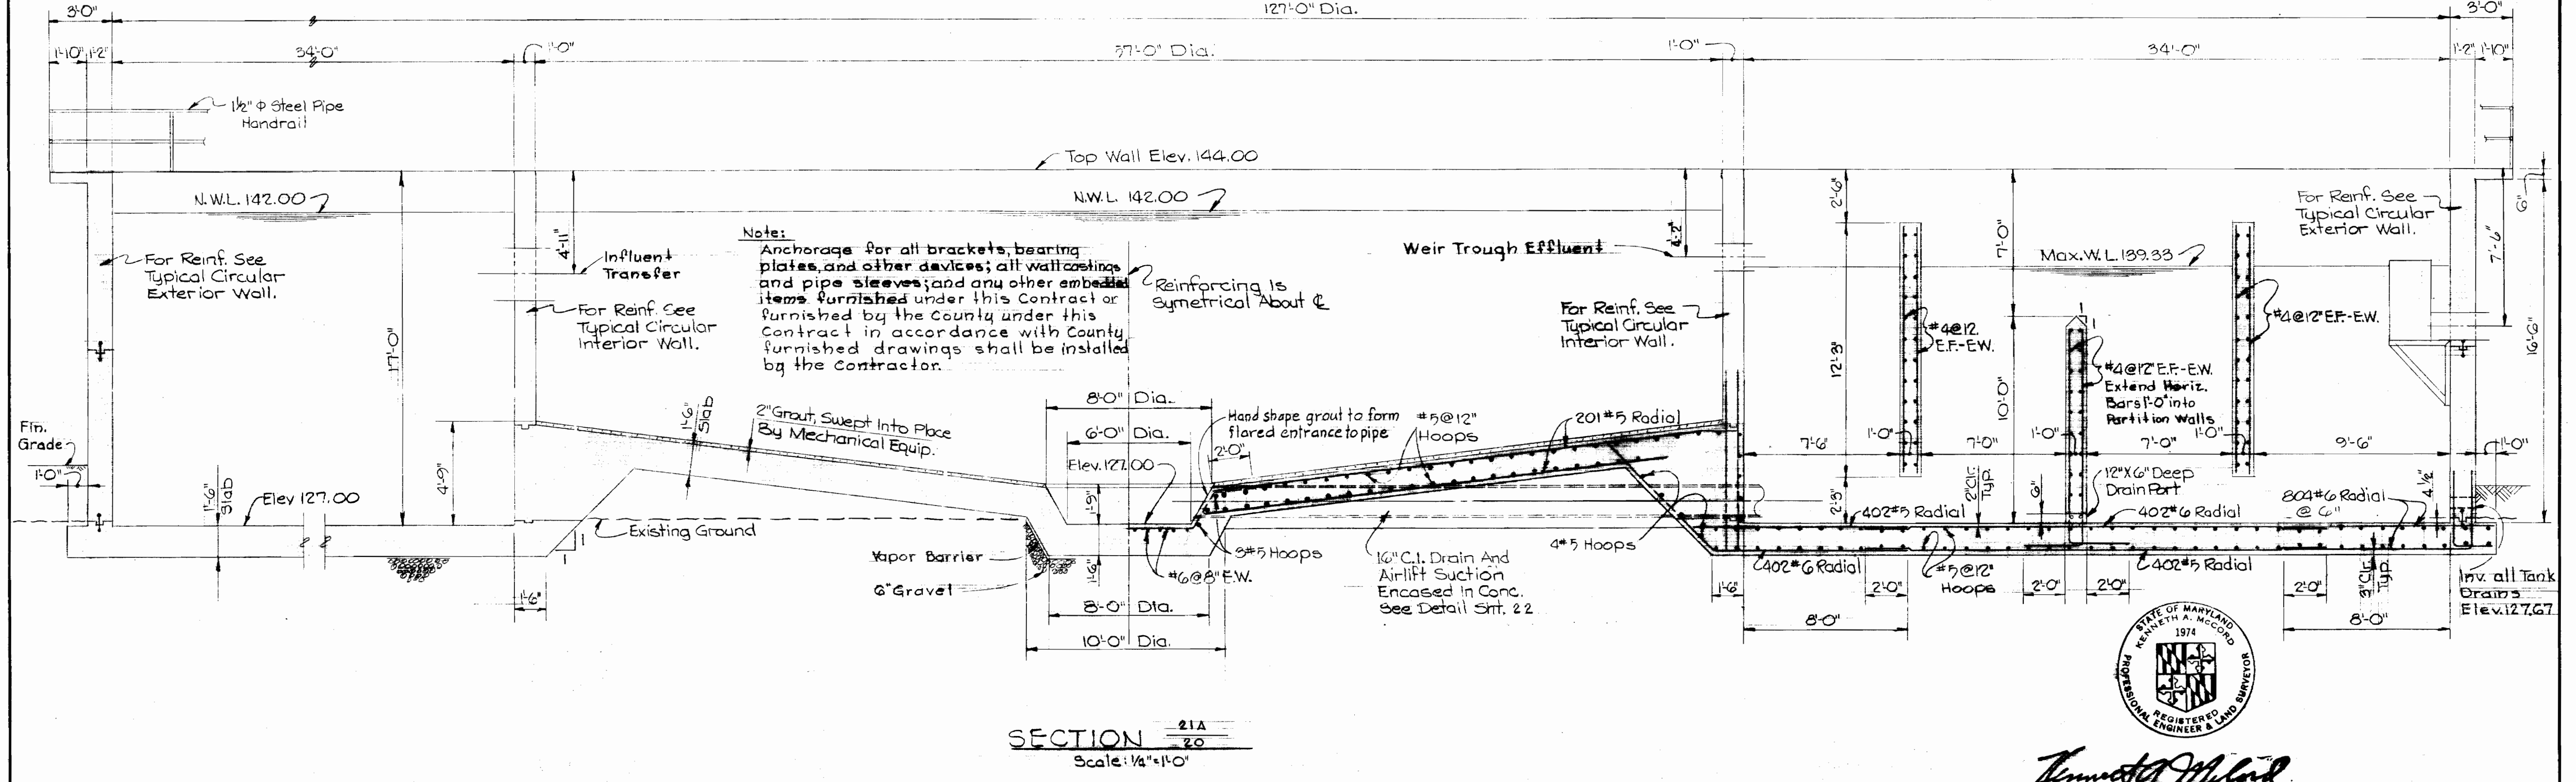 3'-0"
127'-0" Dia.
3'-0"
1'-10" 1'-2"
34'-0"
1'-0"
57'-0" Dia.
1'-0"
34'-0"
1'-2" 1'-10"
1½" Φ Steel Pipe
Handrail
Top Wall Elev. 144.00
N.W.L. 142.00
N.W.L. 142.00
For Reinf. See
Typical Circular
Exterior Wall.
17'-0"
4'-11"
Influent
Transfer
For Reinf. See
Typical Circular
Interior Wall.
Note:
Anchorage for all brackets, bearing
plates, and other devices; all wall castings
and pipe sleeves; and any other embedded
items furnished under this Contract or
furnished by the County under this
Contract in accordance with County
furnished drawings shall be installed
by the Contractor.
Reinforcing Is
Symetrical About ℄
Weir Trough Effluent
4'-2"
For Reinf. See
Typical Circular
Interior Wall.
2'-6"
12'-3"
2'-3"
7'-0"
10'-0"
Max. W.L. 139.33
#4@12
E.F.-E.W.
#4@12" E.F.-E.W.
Extend Horiz.
Bars 1'-0" into
Partition Walls
#4@12" E.F.-E.W.
For Reinf. See
Typical Circular
Exterior Wall.
6"
7'-6"
16'-6"
Fin.
Grade
1'-0"
1'-6"
Slab
Elev 127.00
4'-9"
1'-6"
Slab
2" Grout, Swept Into Place
By Mechanical Equip.
8'-0" Dia.
6'-0" Dia.
Elev. 127.00
1'-9"
Hand shape grout to form
flared entrance to pipe
2'-0"
#5@12"
Hoops
201 #5 Radial
7'-6"
1'-0"
7'-0"
1'-0"
7'-0"
1'-0"
9'-6"
1'-0"
12"X6" Deep
Drain Port
2" Clr.
Typ.
6"
804 #6 Radial
@ 6"
4½"
402 #5 Radial
402 #6 Radial
Existing Ground
1
1
1
1
Vapor Barrier
6" Gravel
1'-6"
3 #5 Hoops
#6@8" E.W.
16" C.I. Drain And
Airlift Suction
Encased In Conc.
See Detail Sht. 22
4 #5 Hoops
402 #6 Radial
#5@12"
Hoops
402 #5 Radial
3" Clr.
Typ.
Inv. all Tank
Drains
Elev. 127.67
1'-6"
8'-0" Dia.
10'-0" Dia.
1'-6"
2'-0"
2'-0"
2'-0"
2'-0"
8'-0"
8'-0"
STATE OF MARYLAND
KENNETH A. McCORD
1974
REGISTERED
PROFESSIONAL ENGINEER & LAND SURVEYOR
Kenneth A McCord
SECTION 21A
20
Scale: ¼"=1'-0"